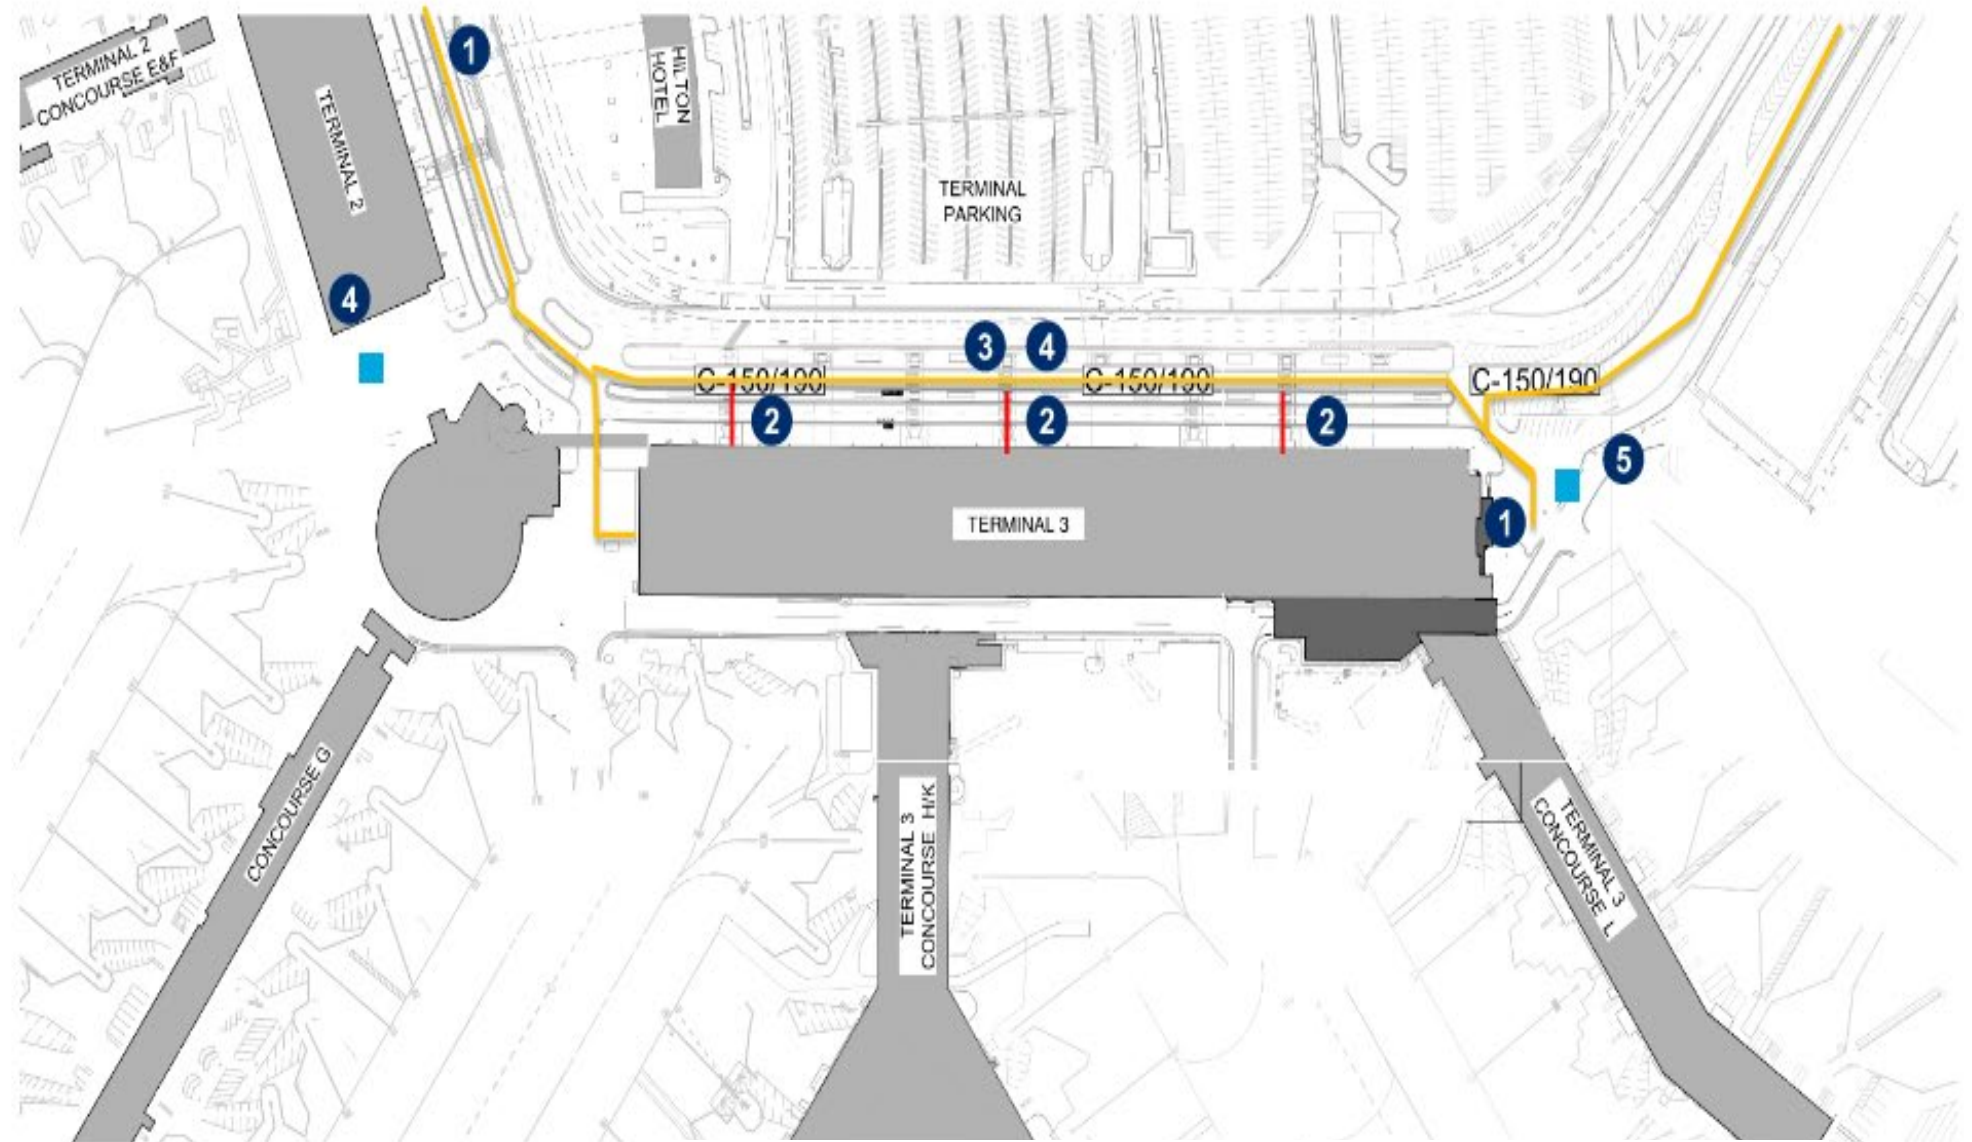 TERMINAL 2
CONCOURSE E&F
1
HILTON
HOTEL
TERMINAL 2
TERMINAL
PARKING
4
3
4
C-150/190
C-150/190
C-150/190
2
2
2
5
1
TERMINAL 3
CONCOURSE G
TERMINAL 3
CONCOURSE H/K
TERMINAL 3
CONCOURSE L